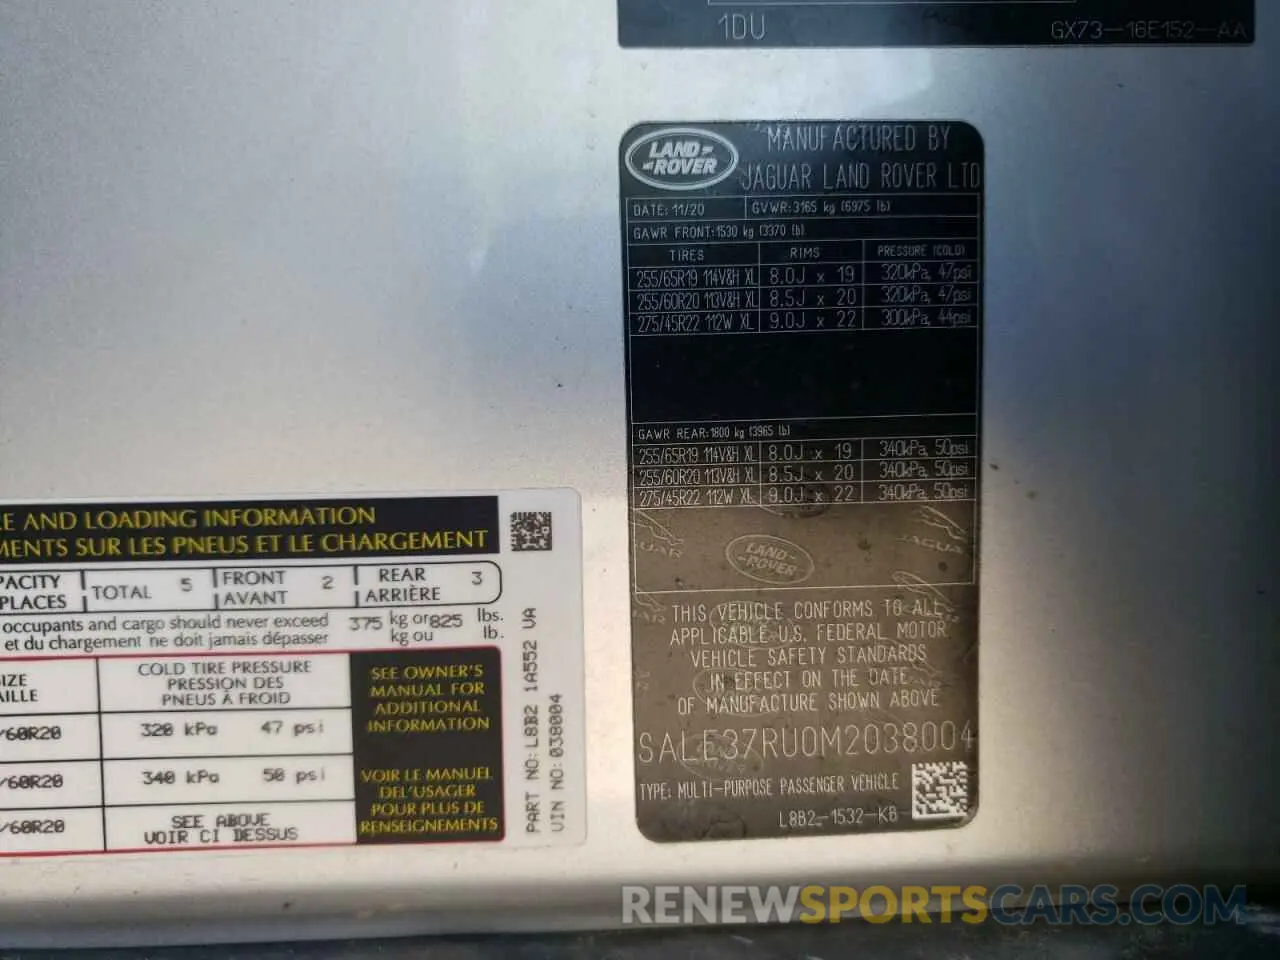 1DU
GX73-16E152-AA
LAND-
-ROVER
MANUFACTURED BY
JAGUAR LAND ROVER LTD
DATE: 11/20
GVWR:3165 kg (6975 lb)
GAWR FRONT:1530 kg (3370 lb)
TIRES RIMS PRESSURE (COLD)
255/65R19 114V&H XL 8.0J x 19 320kPa, 47psi
255/60R20 113V&H XL 8.5J x 20 320kPa, 47psi
275/45R22 112W XL 9.0J x 22 300kPa, 44psi
GAWR REAR:1800 kg (3965 lb)
255/65R19 114V&H XL 8.0J x 19 340kPa, 50psi
255/60R20 113V&H XL 8.5J x 20 340kPa, 50psi
275/45R22 112W XL 9.0J x 22 340kPa, 50psi
JAGUAR
LAND-
ROVER
THIS VEHICLE CONFORMS TO ALL
APPLICABLE U.S. FEDERAL MOTOR
VEHICLE SAFETY STANDARDS
IN EFFECT ON THE DATE
OF MANUFACTURE SHOWN ABOVE
SALE37RU0M2038004
TYPE: MULTI-PURPOSE PASSENGER VEHICLE
L8B2-1532-KB
E AND LOADING INFORMATION
MENTS SUR LES PNEUS ET LE CHARGEMENT
PACITY
PLACES
TOTAL 5
FRONT
AVANT 2
REAR
ARRIÈRE 3
occupants and cargo should never exceed
et du chargement ne doit jamais dépasser
375 kg or 825 lbs.
kg ou lb.
IZE
AILLE
COLD TIRE PRESSURE
PRESSION DES
PNEUS À FROID
/60R20 320 kPa 47 psi
/60R20 340 kPa 50 psi
/60R20 SEE ABOVE
VOIR CI DESSUS
SEE OWNER'S
MANUAL FOR
ADDITIONAL
INFORMATION
VOIR LE MANUEL
DEL'USAGER
POUR PLUS DE
RENSEIGNEMENTS
PART NO: L8B2 1A552 VA
VIN NO: 038004
RENEWSPORTSCARS.COM